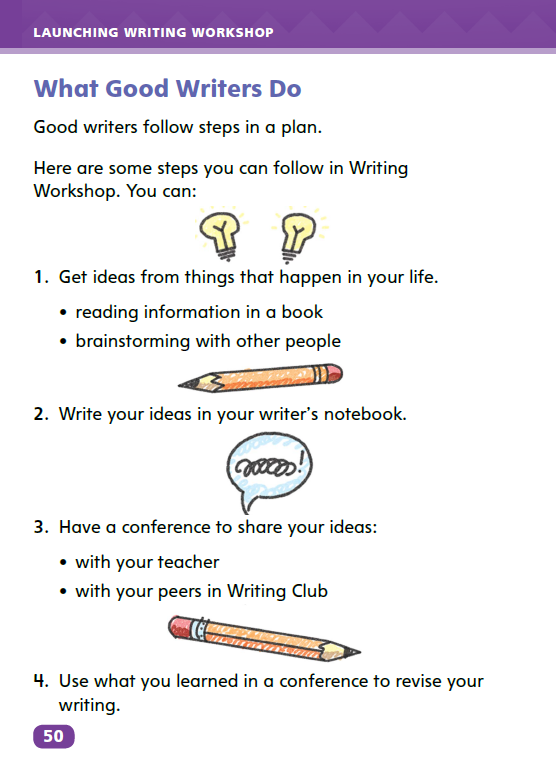 LAUNCHING WRITING WORKSHOP
What Good Writers Do
Good writers follow steps in a plan.
Here are some steps you can follow in Writing
Workshop. You can:
1. Get ideas from things that happen in your life.
• reading information in a book
• brainstorming with other people
2. Write your ideas in your writer's notebook.
3. Have a conference to share your ideas:
• with your teacher
• with your peers in Writing Club
4. Use what you learned in a conference to revise your
writing.
50